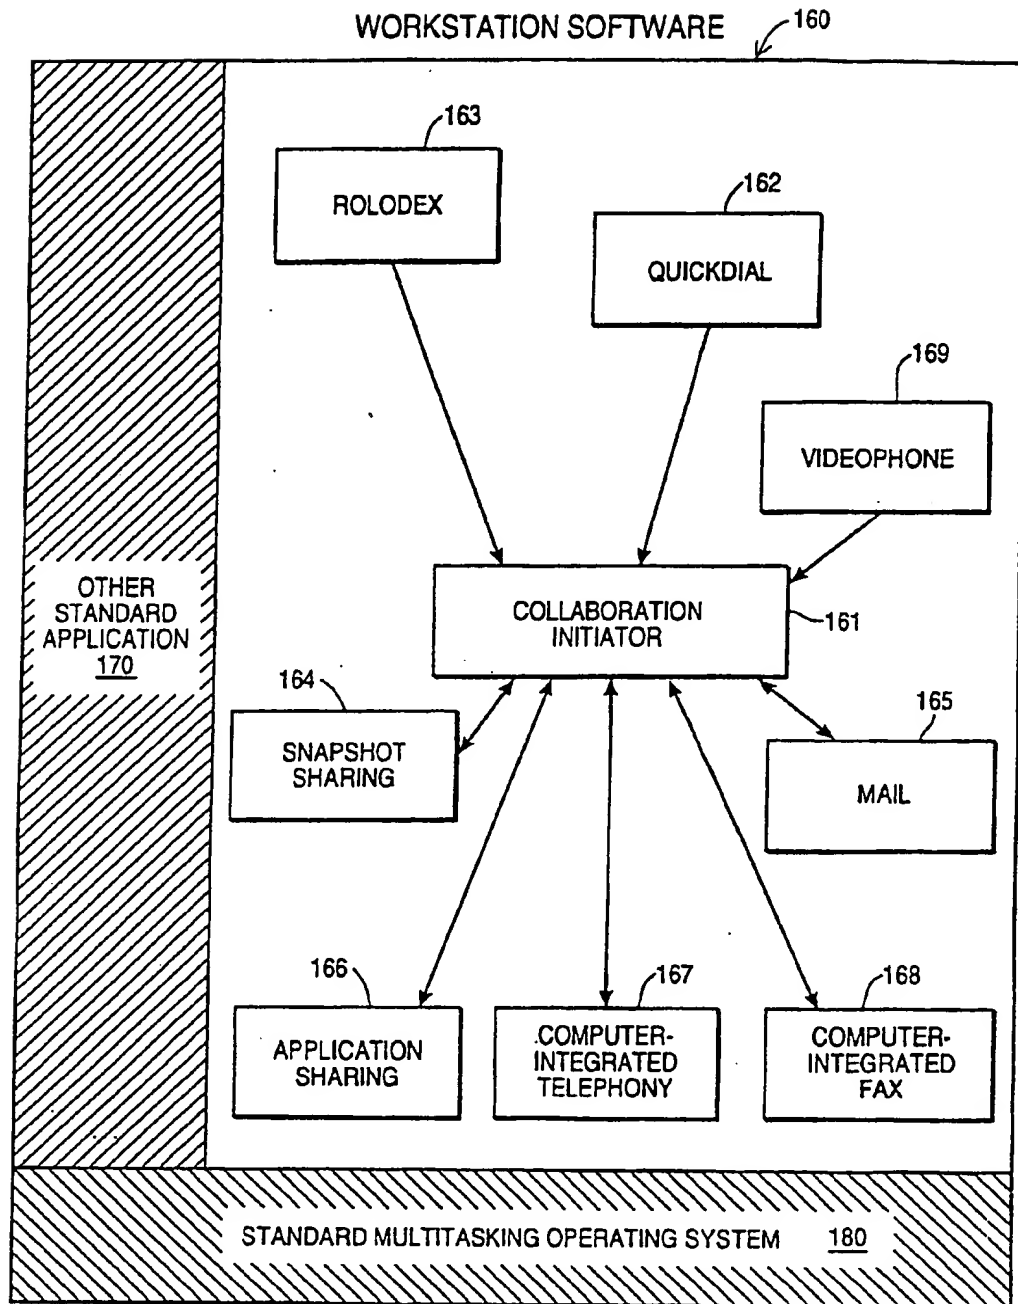 WORKSTATION SOFTWARE
160
163
ROLODEX
162
QUICKDIAL
169
VIDEOPHONE
OTHER
STANDARD
APPLICATION
170
COLLABORATION
INITIATOR
161
164
SNAPSHOT
SHARING
165
MAIL
166
APPLICATION
SHARING
167
COMPUTER-
INTEGRATED
TELEPHONY
168
COMPUTER-
INTEGRATED
FAX
STANDARD MULTITASKING OPERATING SYSTEM 180